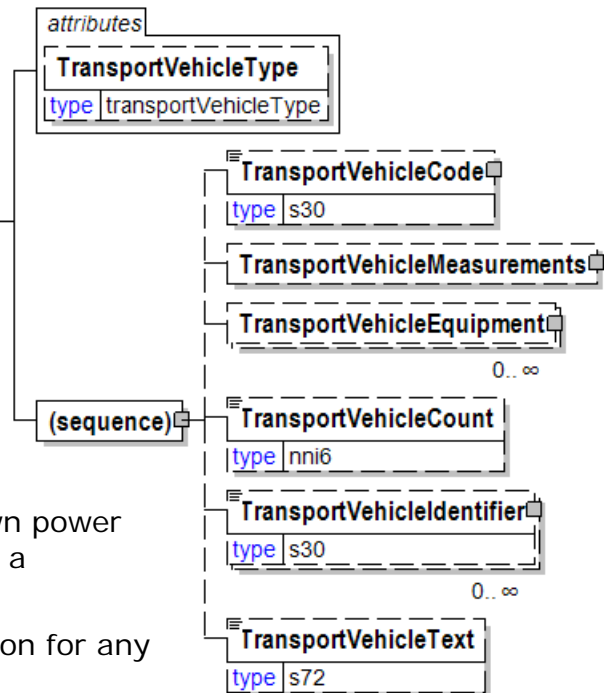 attributes
TransportVehicleType
type transportVehicleType
TransportVehicleCode
type s30
TransportVehicleMeasurements
TransportVehicleEquipment
0.. ∞
(sequence)
TransportVehicleCount
type nni6
TransportVehicleIdentifier
type s30
0.. ∞
TransportVehicleText
type s72
power
a
on for any